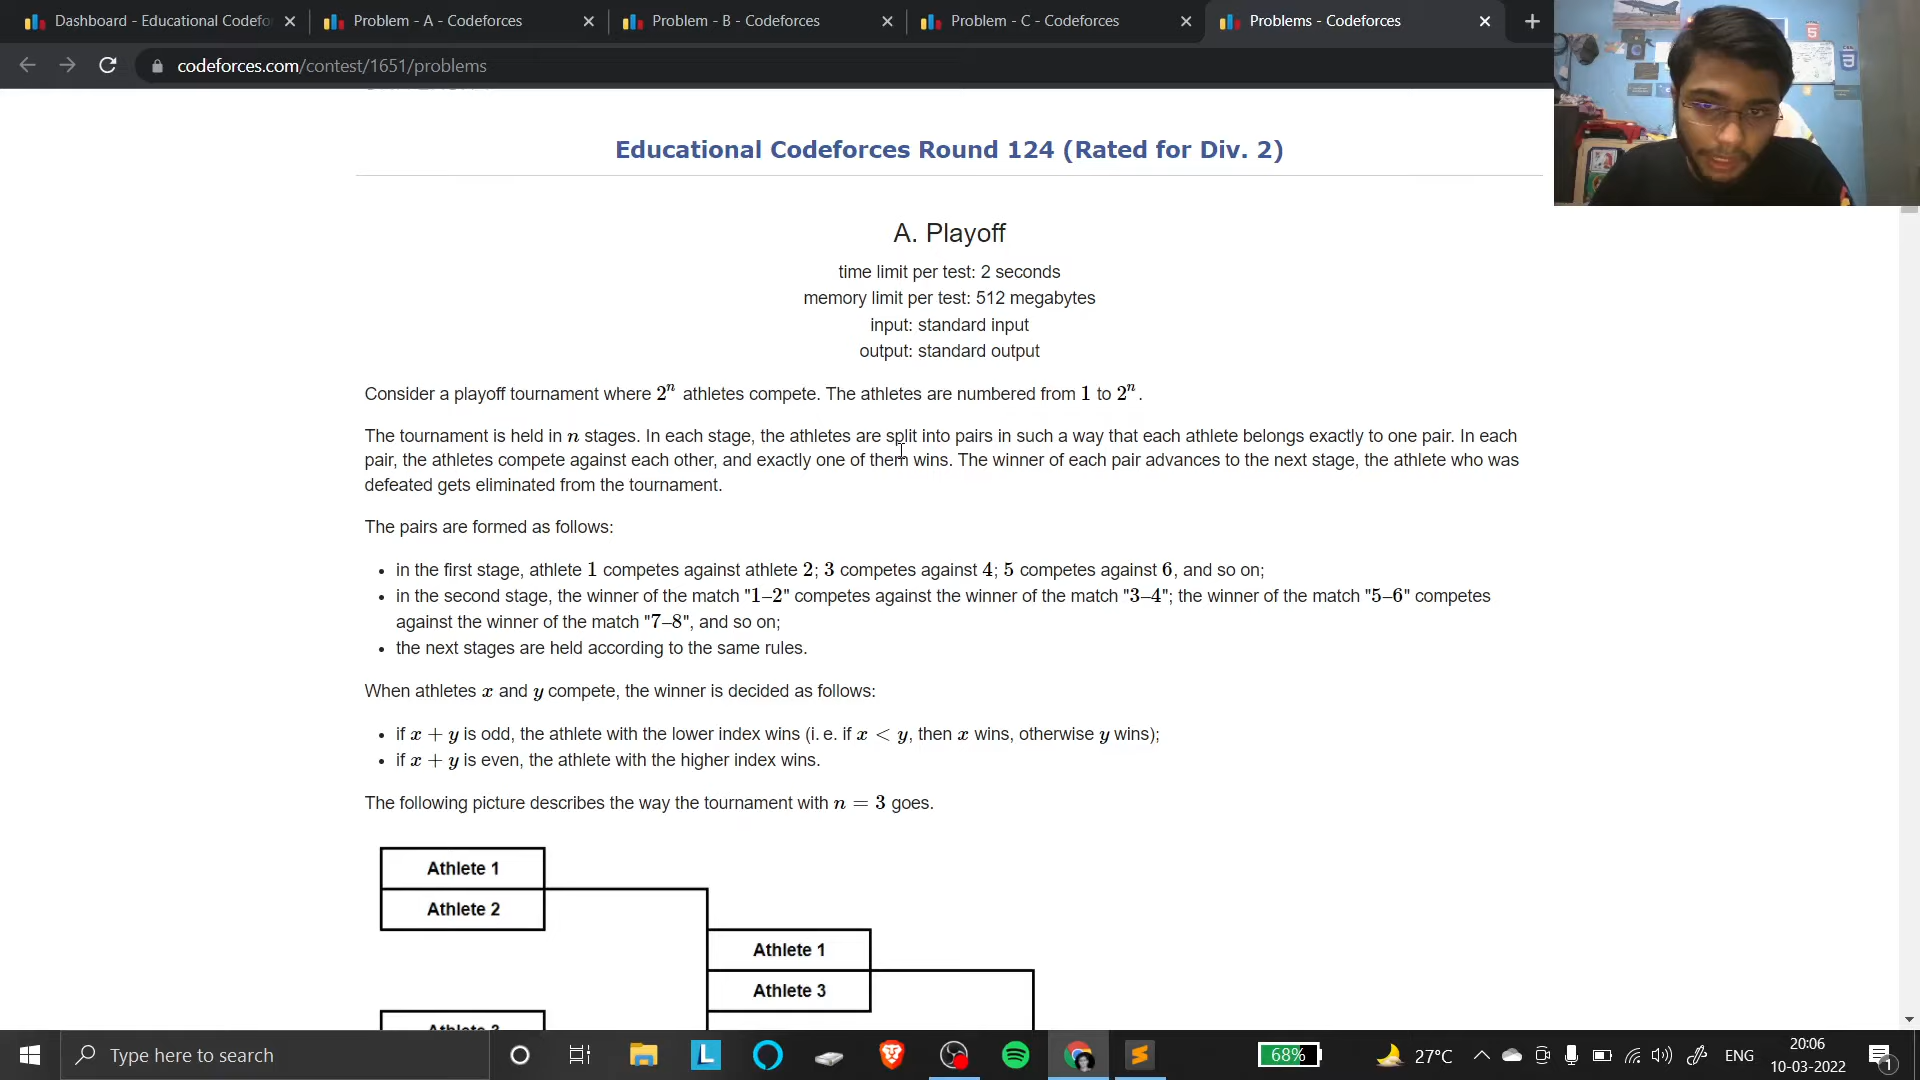 Dashboard - Educational Codefo
Problem - A - Codeforces
Problem - B - Codeforces
Problem - C - Codeforces
Problems - Codeforces
codeforces.com/contest/1651/problems
Educational Codeforces Round 124 (Rated for Div. 2)
A. Playoff
time limit per test: 2 seconds
memory limit per test: 512 megabytes
input: standard input
output: standard output
Consider a playoff tournament where 2ⁿ athletes compete. The athletes are numbered from 1 to 2ⁿ.
The tournament is held in n stages. In each stage, the athletes are split into pairs in such a way that each athlete belongs exactly to one pair. In each
pair, the athletes compete against each other, and exactly one of them wins. The winner of each pair advances to the next stage, the athlete who was
defeated gets eliminated from the tournament.
The pairs are formed as follows:
• in the first stage, athlete 1 competes against athlete 2; 3 competes against 4; 5 competes against 6, and so on;
• in the second stage, the winner of the match "1–2" competes against the winner of the match "3–4"; the winner of the match "5–6" competes
against the winner of the match "7–8", and so on;
• the next stages are held according to the same rules.
When athletes x and y compete, the winner is decided as follows:
• if x + y is odd, the athlete with the lower index wins (i. e. if x < y, then x wins, otherwise y wins);
• if x + y is even, the athlete with the higher index wins.
The following picture describes the way the tournament with n = 3 goes.
Athlete 1
Athlete 2
Athlete 1
Athlete 3
Athlete 3
Type here to search
68%
27°C
ENG
20:06
10-03-2022
1